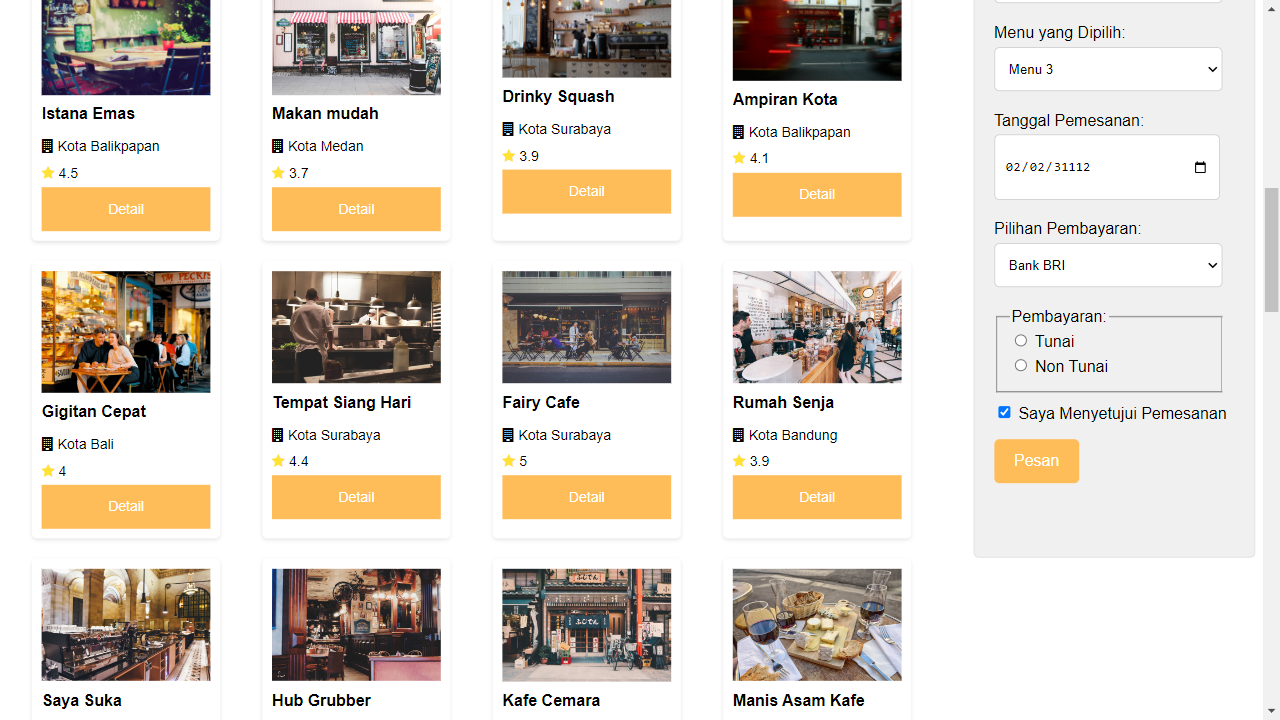 Istana Emas
Kota Balikpapan
4.5
Detail
Makan mudah
Kota Medan
3.7
Detail
Drinky Squash
Kota Surabaya
3.9
Detail
Ampiran Kota
Kota Balikpapan
4.1
Detail
Gigitan Cepat
Kota Bali
4
Detail
Tempat Siang Hari
Kota Surabaya
4.4
Detail
Fairy Cafe
Kota Surabaya
5
Detail
Rumah Senja
Kota Bandung
3.9
Detail
Saya Suka
Hub Grubber
Kafe Cemara
Manis Asam Kafe
Menu yang Dipilih:
Menu 3
Tanggal Pemesanan:
02/02/31112
Pilihan Pembayaran:
Bank BRI
Pembayaran:
Tunai
Non Tunai
Saya Menyetujui Pemesanan
Pesan